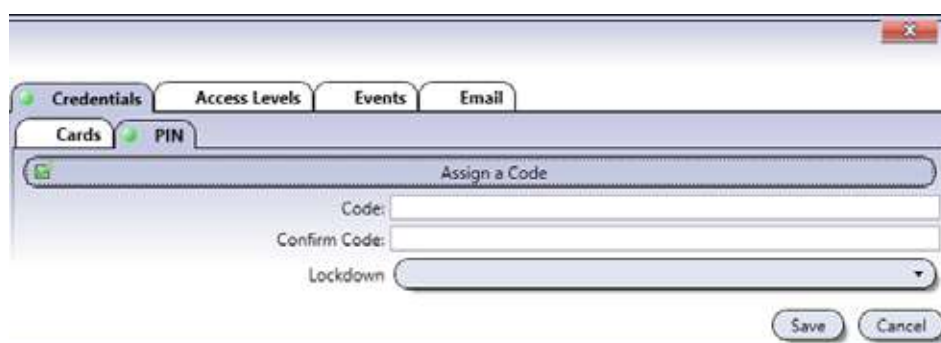 Credentials Access Levels Events Email
Cards PIN
Assign a Code
Code:
Confirm Code:
Lockdown
Save Cancel